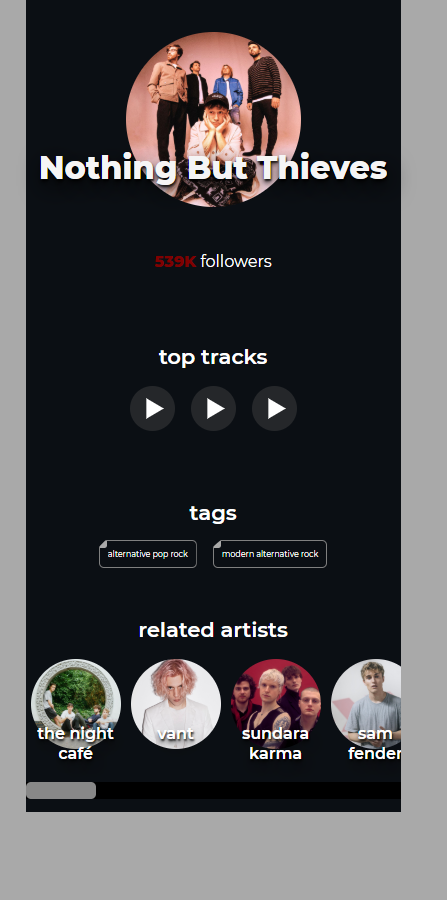 Nothing But Thieves
539K followers
top tracks
tags
alternative pop rock
modern alternative rock
related artists
the night
café
vant
sundara
karma
sam
fender